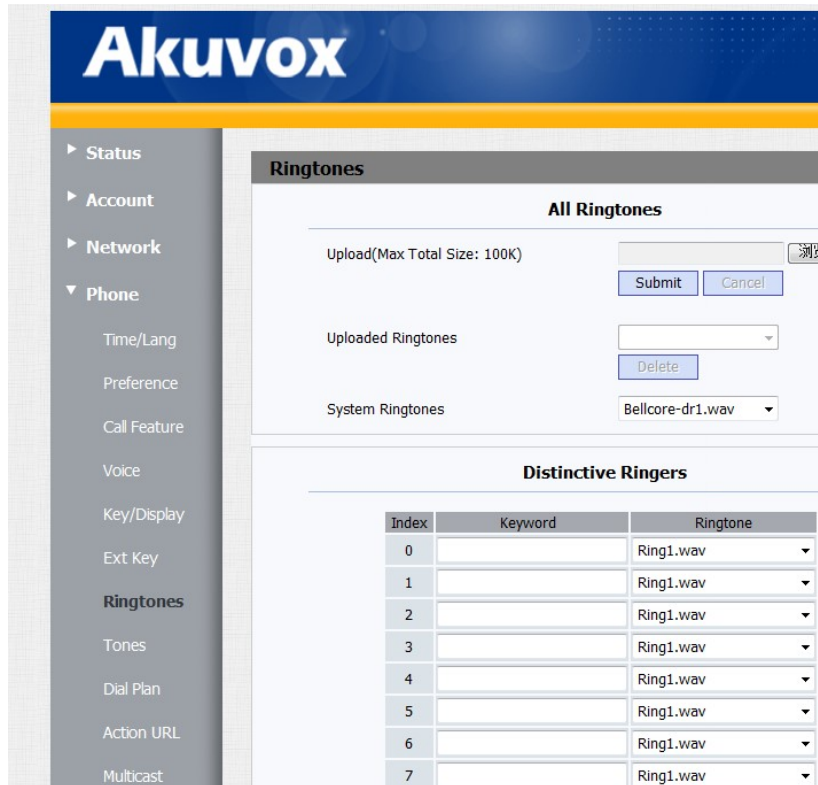 Akuvox
Status
Account
Network
Phone
Time/Lang
Preference
Call Feature
Voice
Key/Display
Ext Key
Ringtones
Tones
Dial Plan
Action URL
Multicast
Ringtones
All Ringtones
Upload(Max Total Size: 100K)
浏
Submit Cancel
Uploaded Ringtones
Delete
System Ringtones Bellcore-dr1.wav
Distinctive Ringers
Index Keyword Ringtone
0 Ring1.wav
1 Ring1.wav
2 Ring1.wav
3 Ring1.wav
4 Ring1.wav
5 Ring1.wav
6 Ring1.wav
7 Ring1.wav